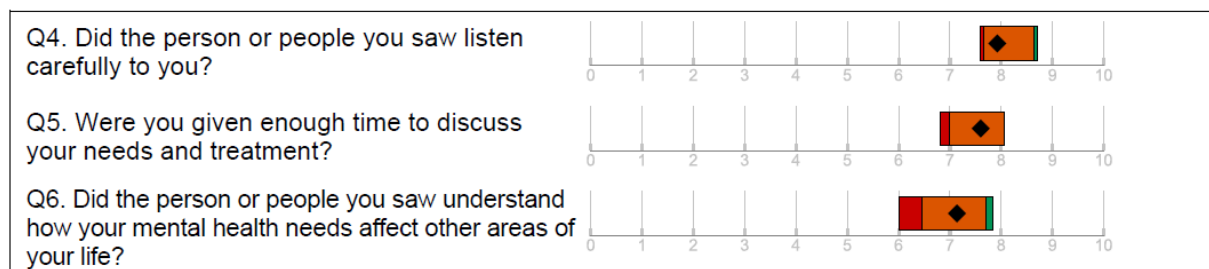 Q4. Did the person or people you saw listen
carefully to you?
0 1 2 3 4 5 6 7 8 9 10
Q5. Were you given enough time to discuss
your needs and treatment?
0 1 2 3 4 5 6 7 8 9 10
Q6. Did the person or people you saw understand
how your mental health needs affect other areas of
your life?
0 1 2 3 4 5 6 7 8 9 10